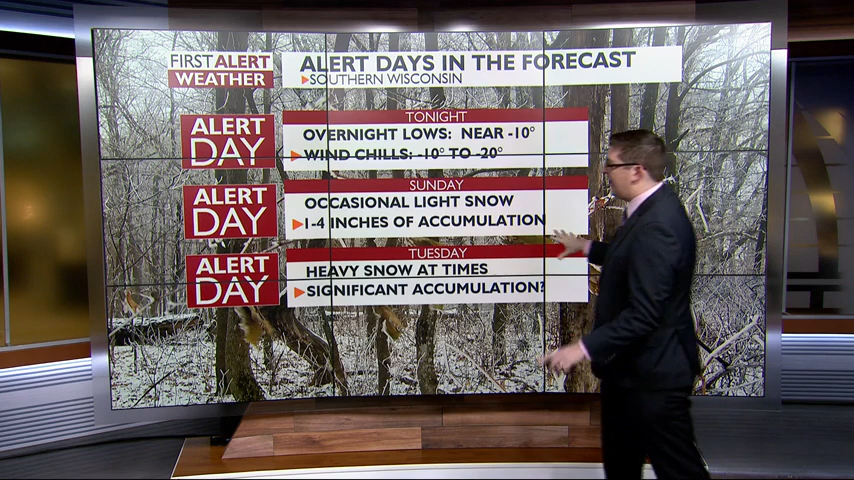 FIRST ALERT
WEATHER
ALERT DAYS IN THE FORECAST
SOUTHERN WISCONSIN
ALERT
DAY
TONIGHT
OVERNIGHT LOWS: NEAR -10°
WIND CHILLS: -10° TO -20°
ALERT
DAY
SUNDAY
OCCASIONAL LIGHT SNOW
1-4 INCHES OF ACCUMULATION
ALERT
DAY
TUESDAY
HEAVY SNOW AT TIMES
SIGNIFICANT ACCUMULATION?